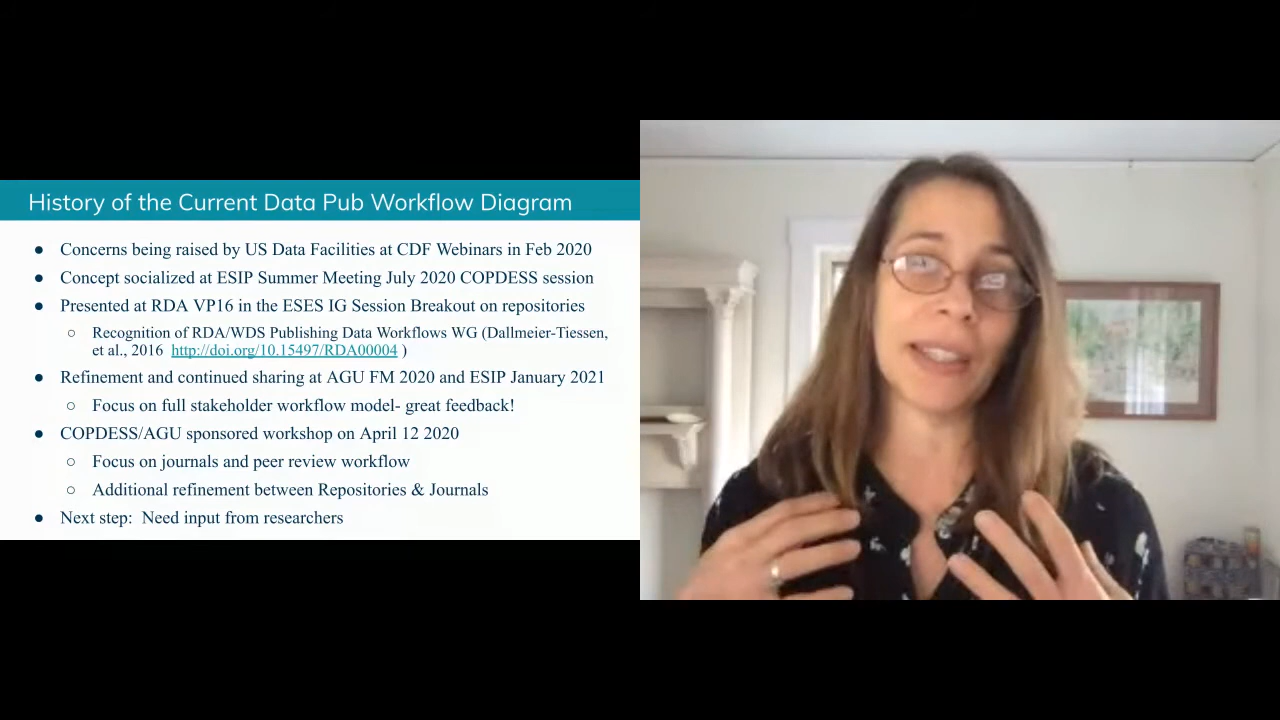 History of the Current Data Pub Workflow Diagram
● Concerns being raised by US Data Facilities at CDF Webinars in Feb 2020
● Concept socialized at ESIP Summer Meeting July 2020 COPDESS session
● Presented at RDA VP16 in the ESES IG Session Breakout on repositories
○ Recognition of RDA/WDS Publishing Data Workflows WG (Dallmeier-Tiessen,
et al., 2016 http://doi.org/10.15497/RDA00004 )
● Refinement and continued sharing at AGU FM 2020 and ESIP January 2021
○ Focus on full stakeholder workflow model- great feedback!
● COPDESS/AGU sponsored workshop on April 12 2020
○ Focus on journals and peer review workflow
○ Additional refinement between Repositories & Journals
● Next step: Need input from researchers